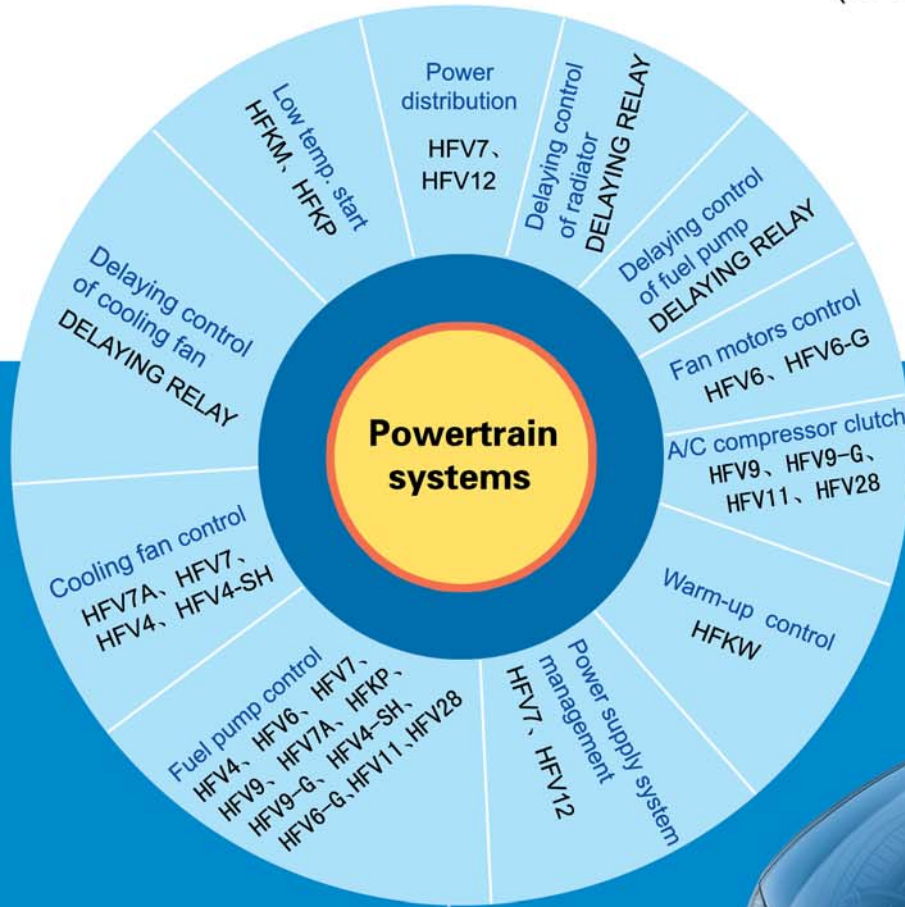 Powertrain
systems
Power
distribution
HFV7、
HFV12
Delaying control
of radiator
DELAYING RELAY
Delaying control
of fuel pump
DELAYING RELAY
Fan motors control
HFV6、HFV6-G
A/C compressor clutch
HFV9、HFV9-G、
HFV11、HFV28
Warm-up control
HFKW
Power supply system
management
HFV7、HFV12
Fuel pump control
HFV4、HFV6、HFV7、
HFV9、HFV7A、HFKP、
HFV9-G、HFV4-SH、
HFV6-G、HFV11、HFV28
Cooling fan control
HFV7A、HFV7、
HFV4、HFV4-SH
Delaying control
of cooling fan
DELAYING RELAY
Low temp. start
HFKM、HFKP